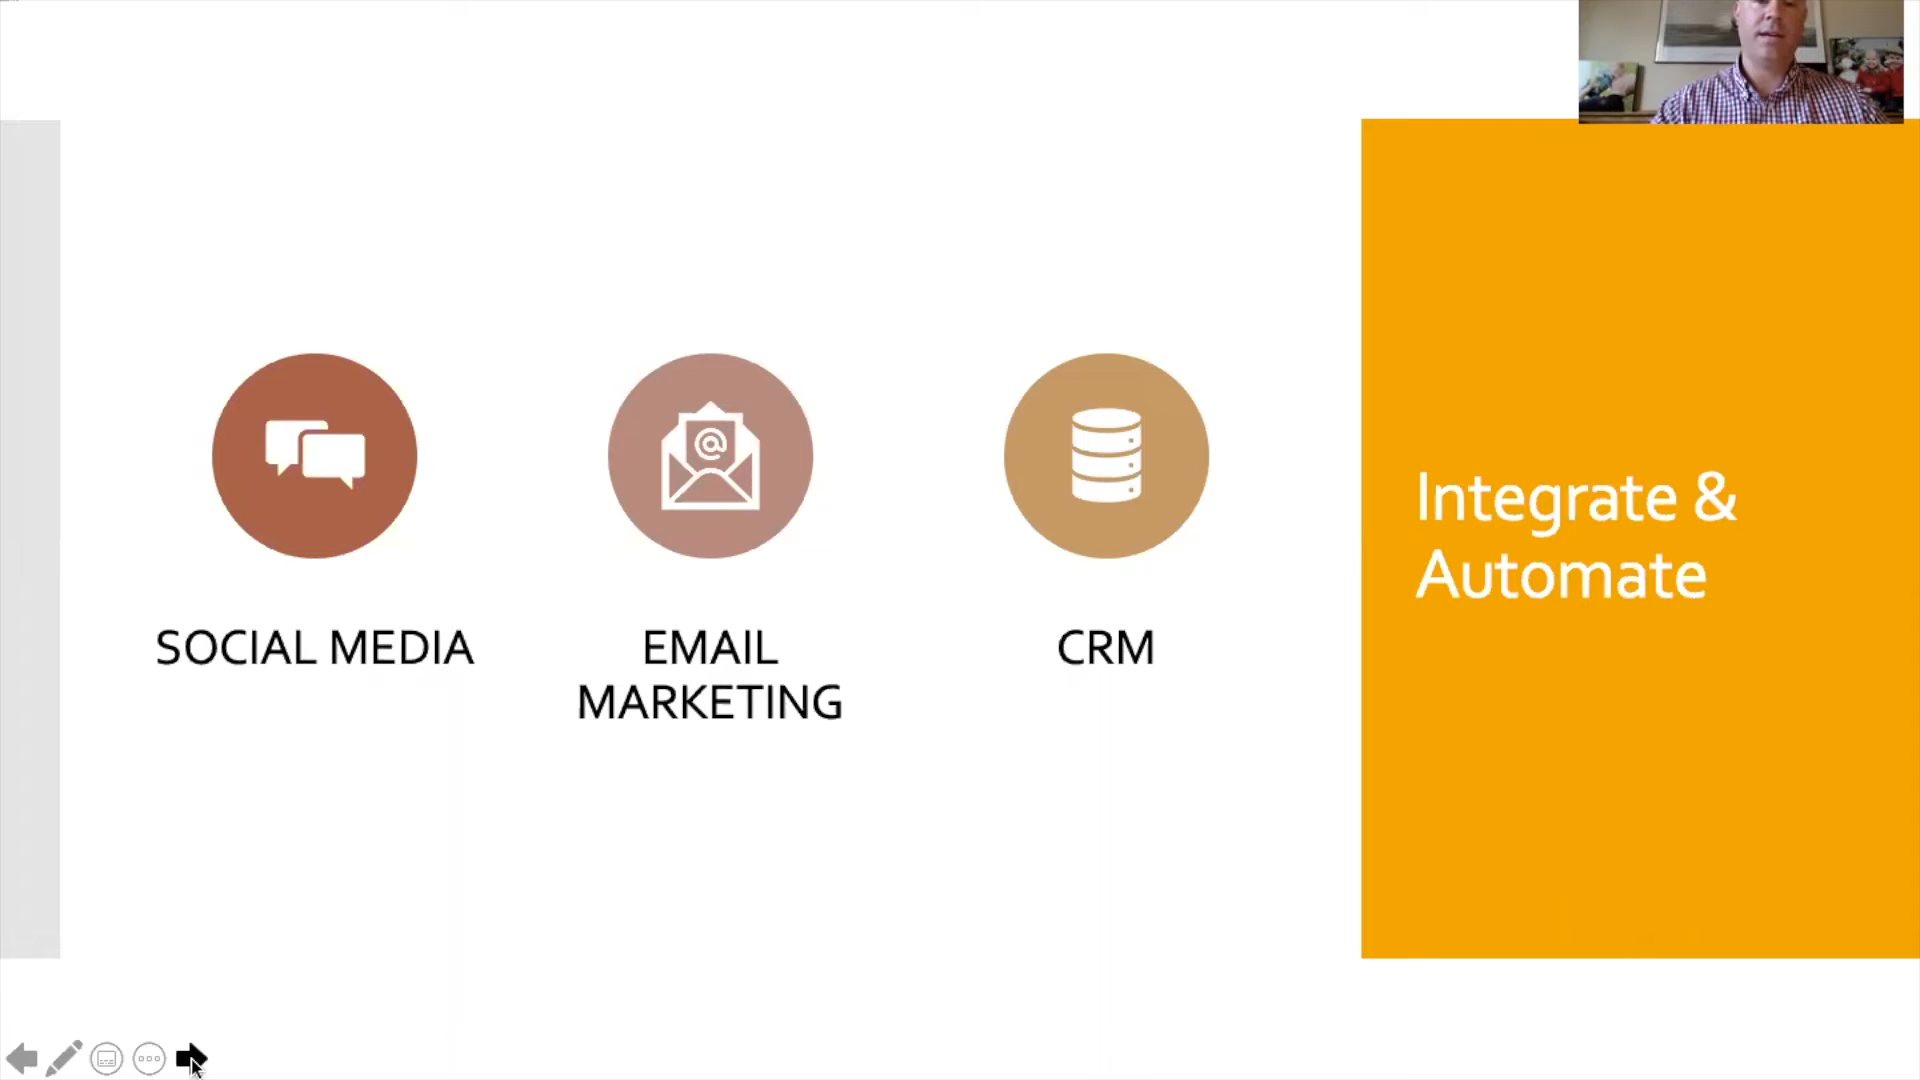 SOCIAL MEDIA
EMAIL
MARKETING
CRM
Integrate &
Automate